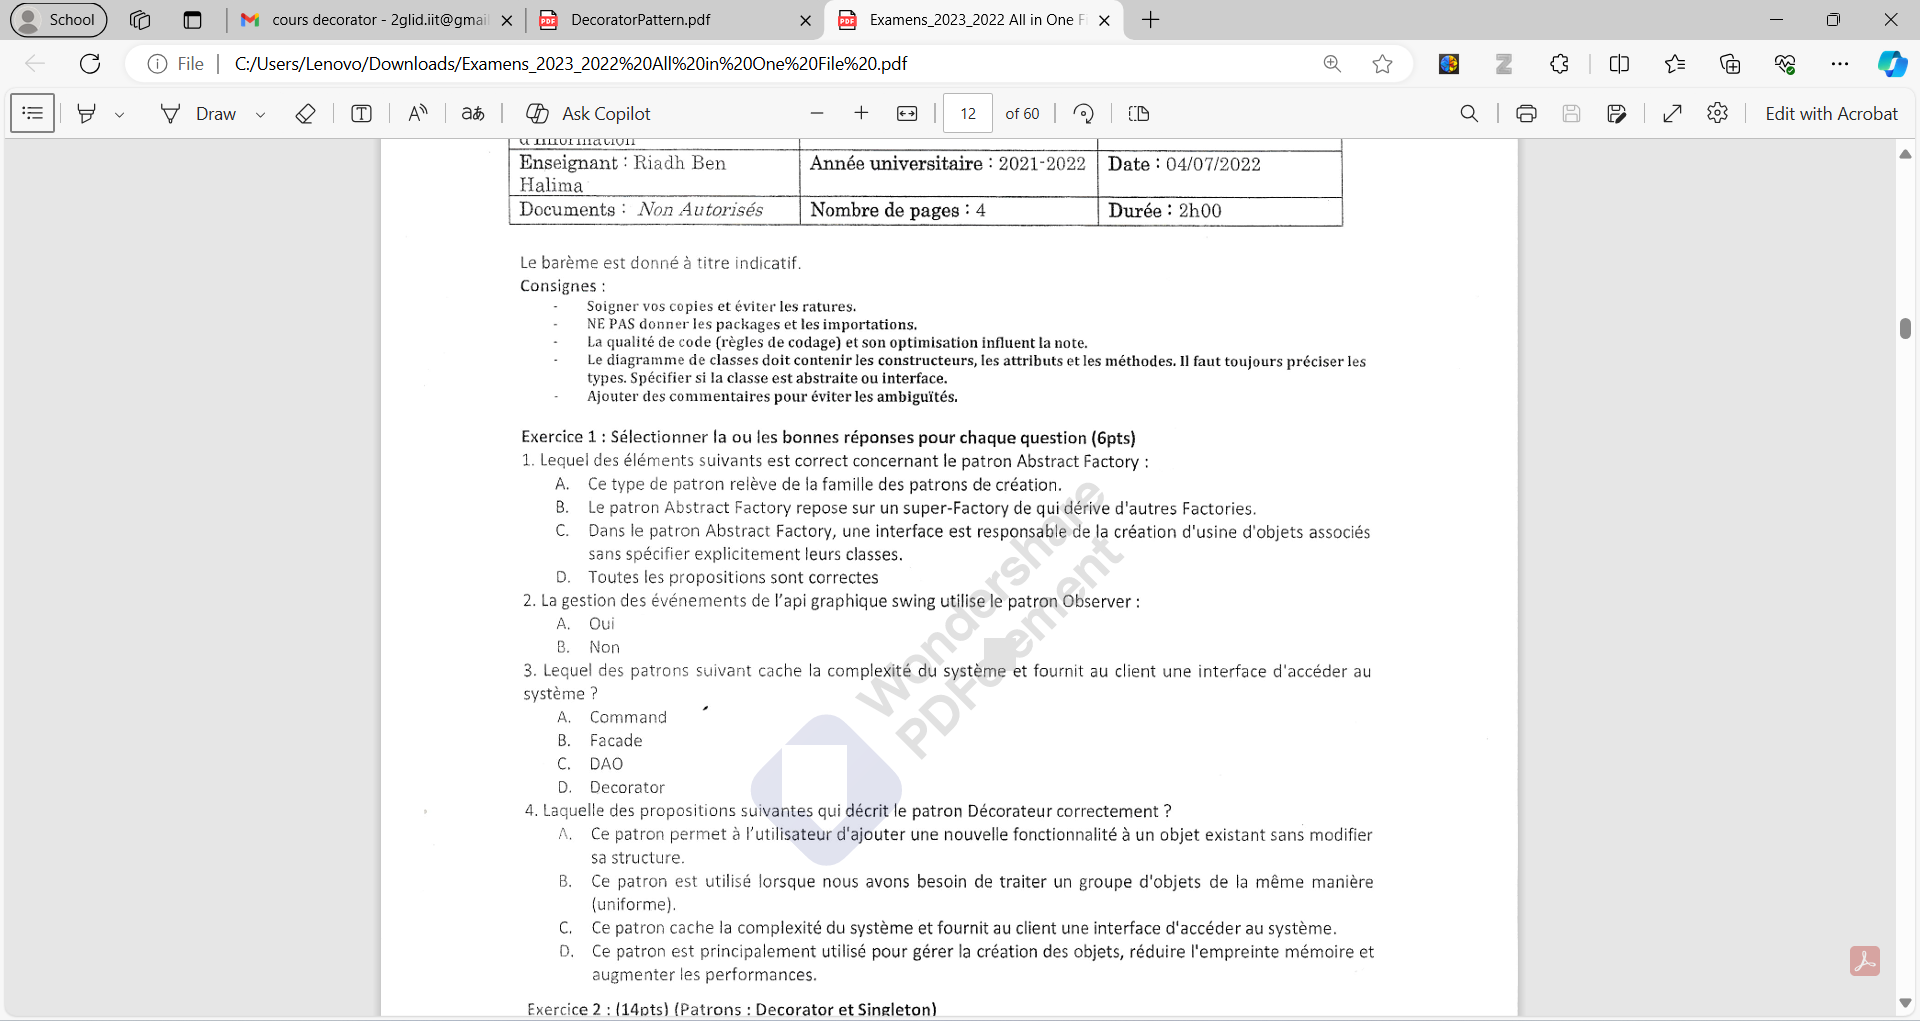 School
cours decorator - 2glid.iit@gmai
DecoratorPattern.pdf
Examens_2023_2022 All in One F
File
C:/Users/Lenovo/Downloads/Examens_2023_2022%20All%20in%20One%20File%20.pdf
Draw
Ask Copilot
12
of 60
Edit with Acrobat
d'Information
Enseignant : Riadh Ben Halima
Année universitaire : 2021-2022
Date : 04/07/2022
Documents : Non Autorisés
Nombre de pages : 4
Durée : 2h00
Le barème est donné à titre indicatif.
Consignes :
- Soigner vos copies et éviter les ratures.
- NE PAS donner les packages et les importations.
- La qualité de code (règles de codage) et son optimisation influent la note.
- Le diagramme de classes doit contenir les constructeurs, les attributs et les méthodes. Il faut toujours préciser les
types. Spécifier si la classe est abstraite ou interface.
- Ajouter des commentaires pour éviter les ambiguïtés.
Exercice 1 : Sélectionner la ou les bonnes réponses pour chaque question (6pts)
1. Lequel des éléments suivants est correct concernant le patron Abstract Factory :
A. Ce type de patron relève de la famille des patrons de création.
B. Le patron Abstract Factory repose sur un super-Factory de qui dérive d'autres Factories.
C. Dans le patron Abstract Factory, une interface est responsable de la création d'usine d'objets associés
sans spécifier explicitement leurs classes.
D. Toutes les propositions sont correctes
2. La gestion des événements de l'api graphique swing utilise le patron Observer :
A. Oui
B. Non
3. Lequel des patrons suivant cache la complexité du système et fournit au client une interface d'accéder au
système ?
A. Command
B. Facade
C. DAO
D. Decorator
4. Laquelle des propositions suivantes qui décrit le patron Décorateur correctement ?
A. Ce patron permet à l'utilisateur d'ajouter une nouvelle fonctionnalité à un objet existant sans modifier
sa structure.
B. Ce patron est utilisé lorsque nous avons besoin de traiter un groupe d'objets de la même manière
(uniforme).
C. Ce patron cache la complexité du système et fournit au client une interface d'accéder au système.
D. Ce patron est principalement utilisé pour gérer la création des objets, réduire l'empreinte mémoire et
augmenter les performances.
Exercice 2 : (14pts) (Patrons : Decorator et Singleton)
Wondershare
PDFelement